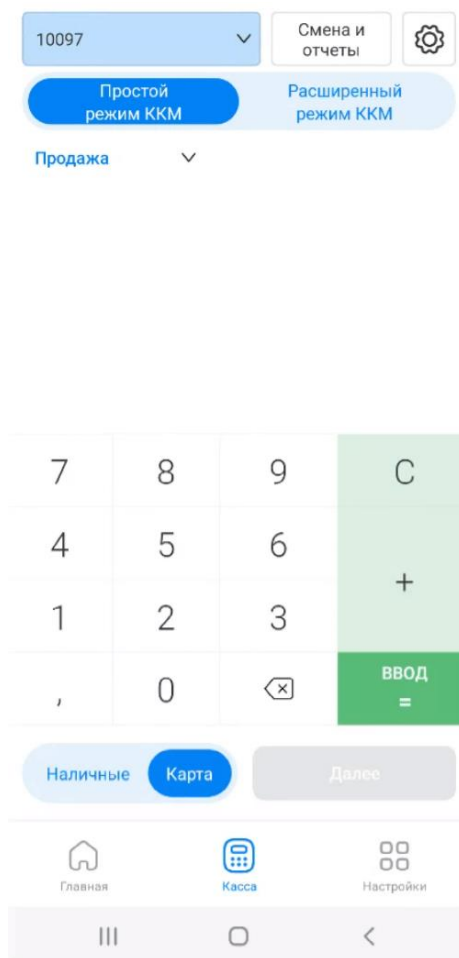 10097
Смена и
отчеты
Простой
режим ККМ
Расширенный
режим ККМ
Продажа
7 8 9 C
4 5 6
+
1 2 3
, 0
ВВОД
=
Наличные Карта Далее
Главная Касса Настройки